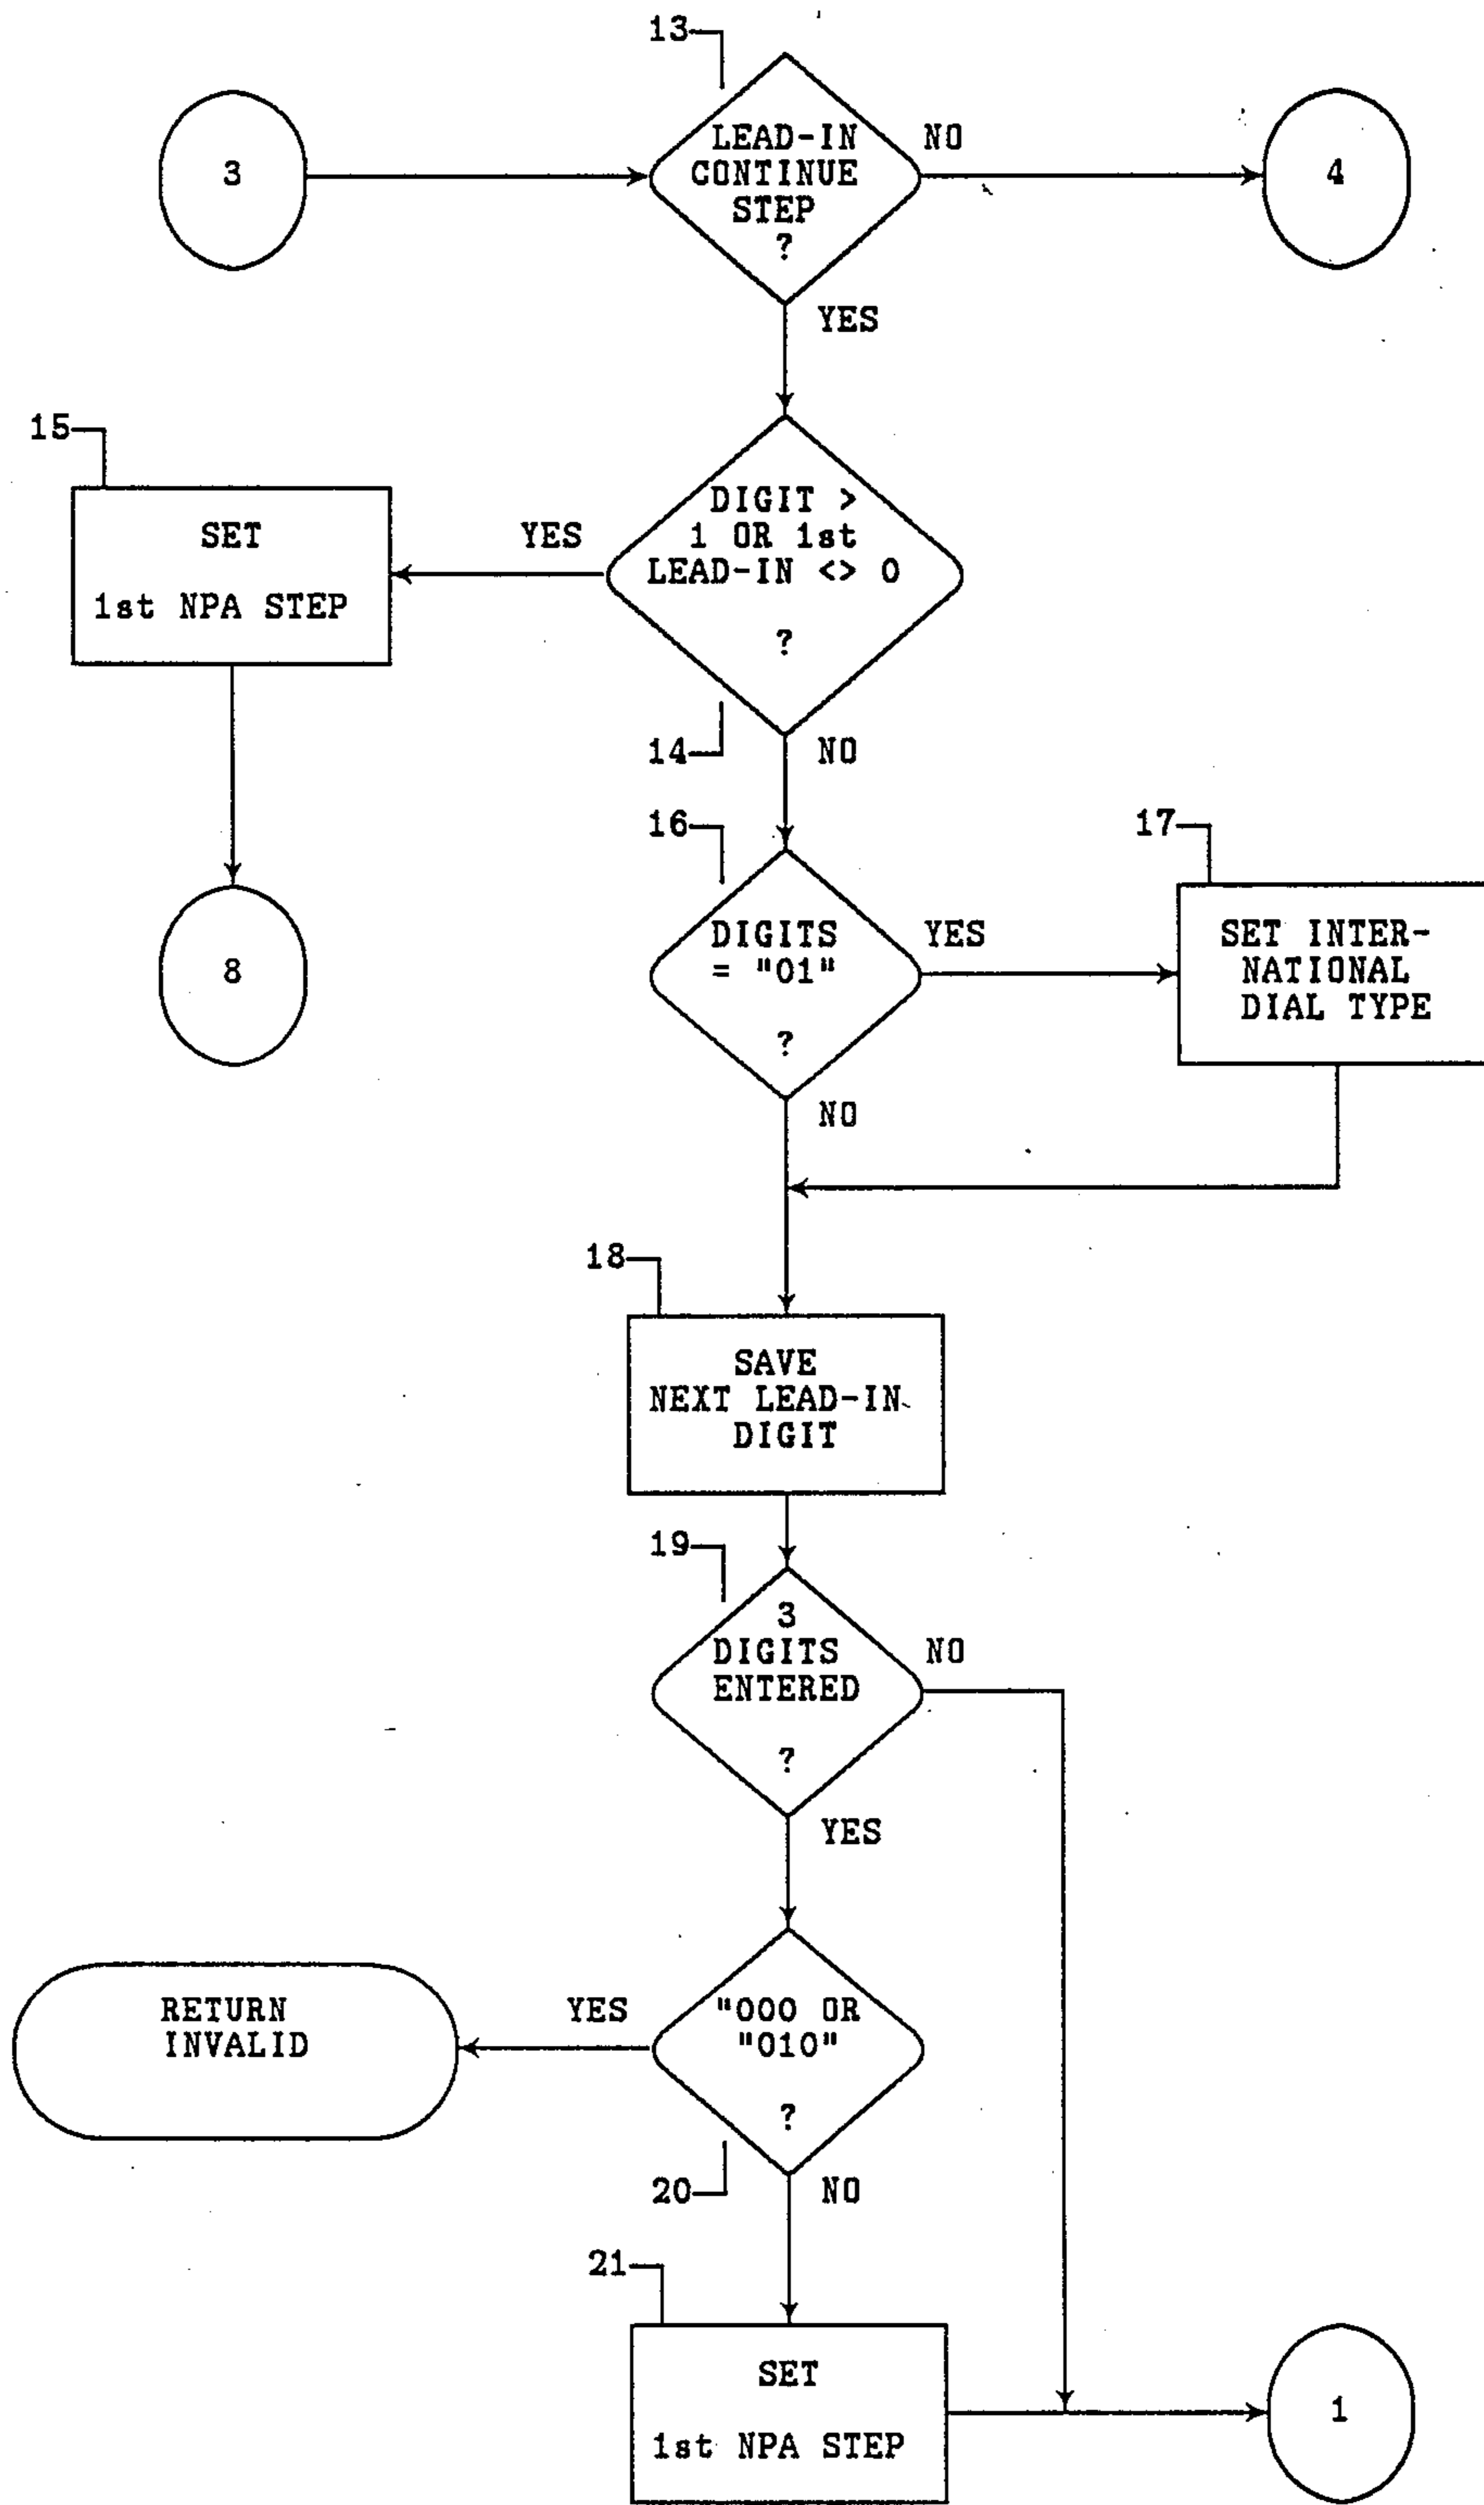 13
3
LEAD-IN
CONTINUE
STEP
?
NO
4
YES
15
SET
1st NPA STEP
YES
DIGIT >
1 OR 1st
LEAD-IN <> 0
?
14
NO
8
16
DIGITS
= "01"
?
YES
17
SET INTER-
NATIONAL
DIAL TYPE
NO
18
SAVE
NEXT LEAD-IN
DIGIT
19
3
DIGITS
ENTERED
?
NO
YES
RETURN
INVALID
YES
"000 OR
"010"
?
20
NO
21
SET
1st NPA STEP
1